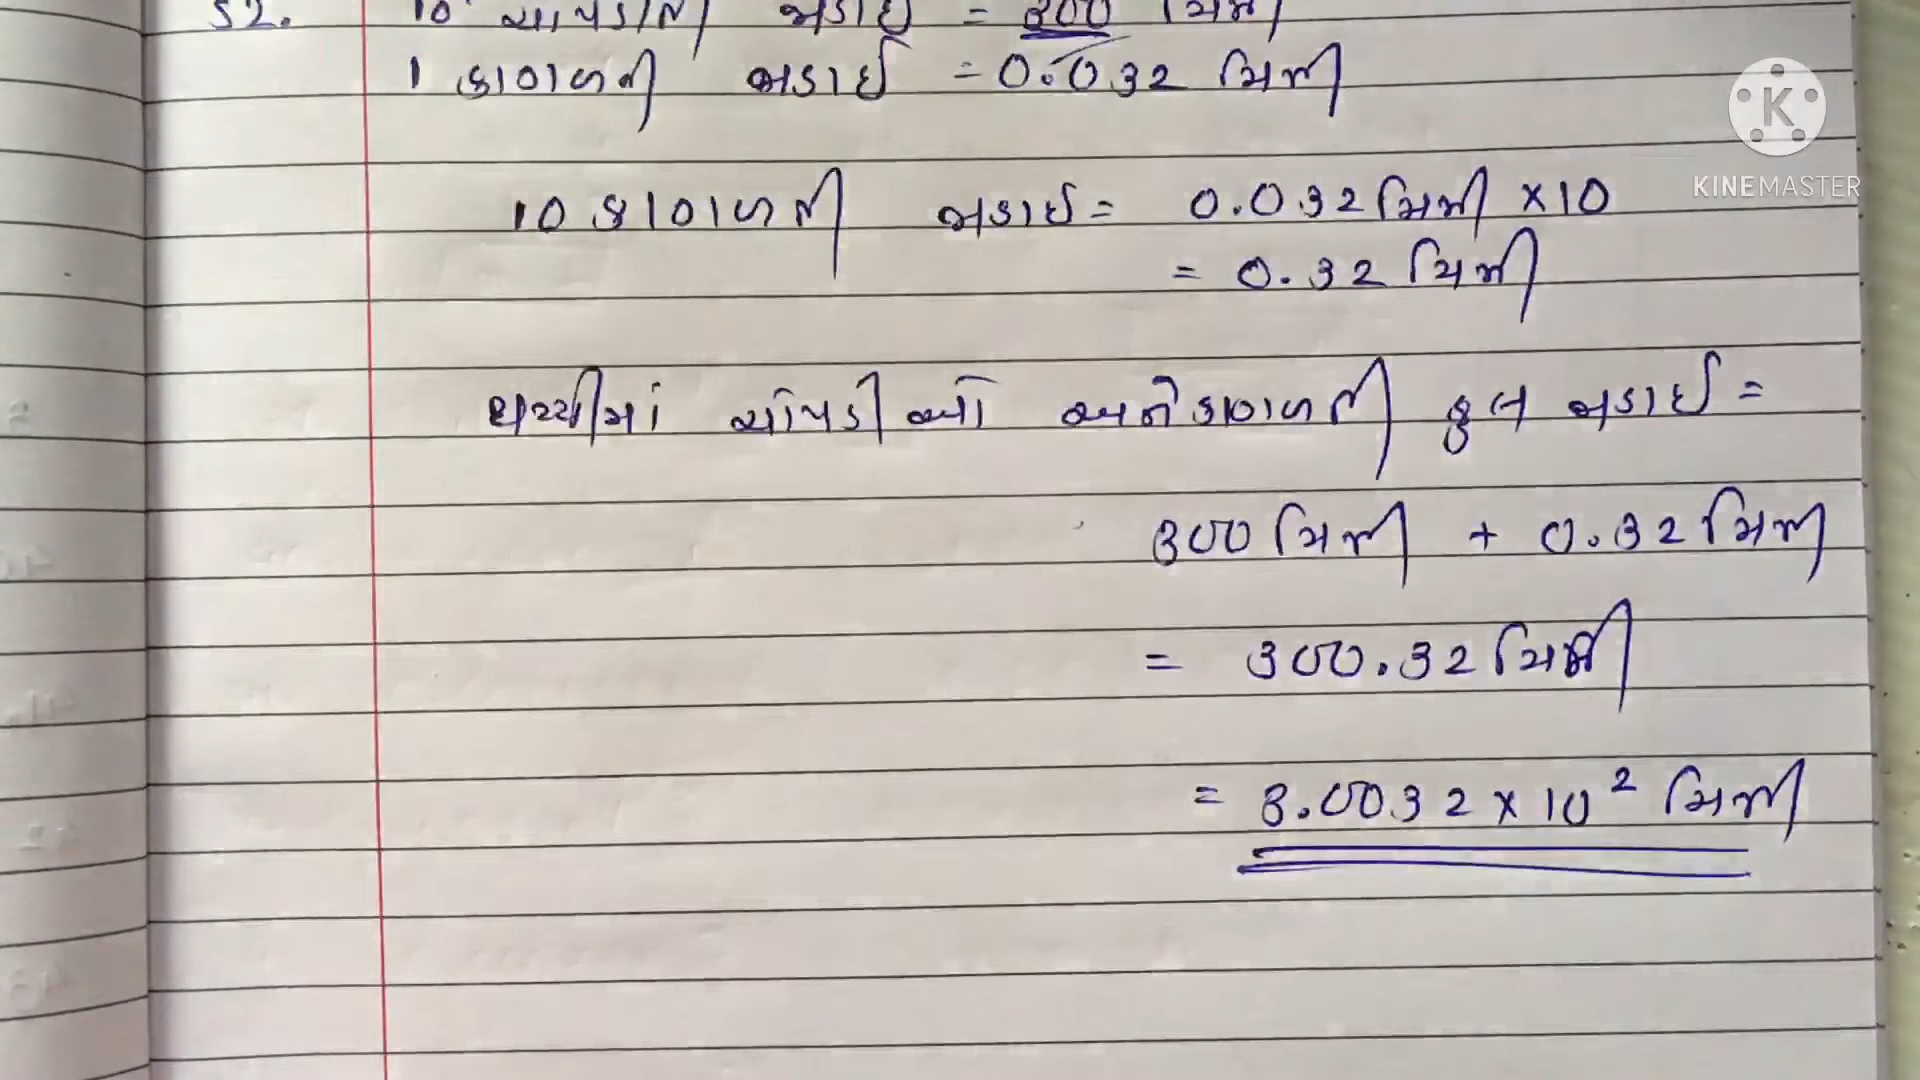 52. 10 ચોપડીની જાડાઈ = 300 મિમી
1 કાગળની જાડાઈ = 0.032 મિમી
10 કાગળની જાડાઈ = 0.032 મિમી × 10
= 0.32 મિમી
થપ્પીમાં ચોપડીઓ અને કાગળની કુલ જાડાઈ =
300 મિમી + 0.32 મિમી
= 300.32 મિમી
= 3.0032 × 10² મિમી
K
KINEMASTER